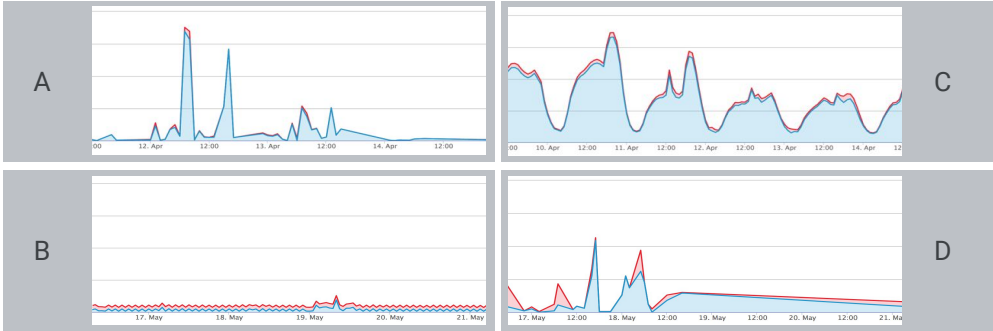 A
:00
12. Apr
12:00
13. Apr
12:00
14. Apr
12:00
C
:00
10. Apr
12:00
11. Apr
12:00
12. Apr
12:00
13. Apr
12:00
14. Apr
12
B
17. May
18. May
19. May
20. May
21. May
D
17. May
12:00
18. May
12:00
19. May
12:00
20. May
12:00
21. Ma